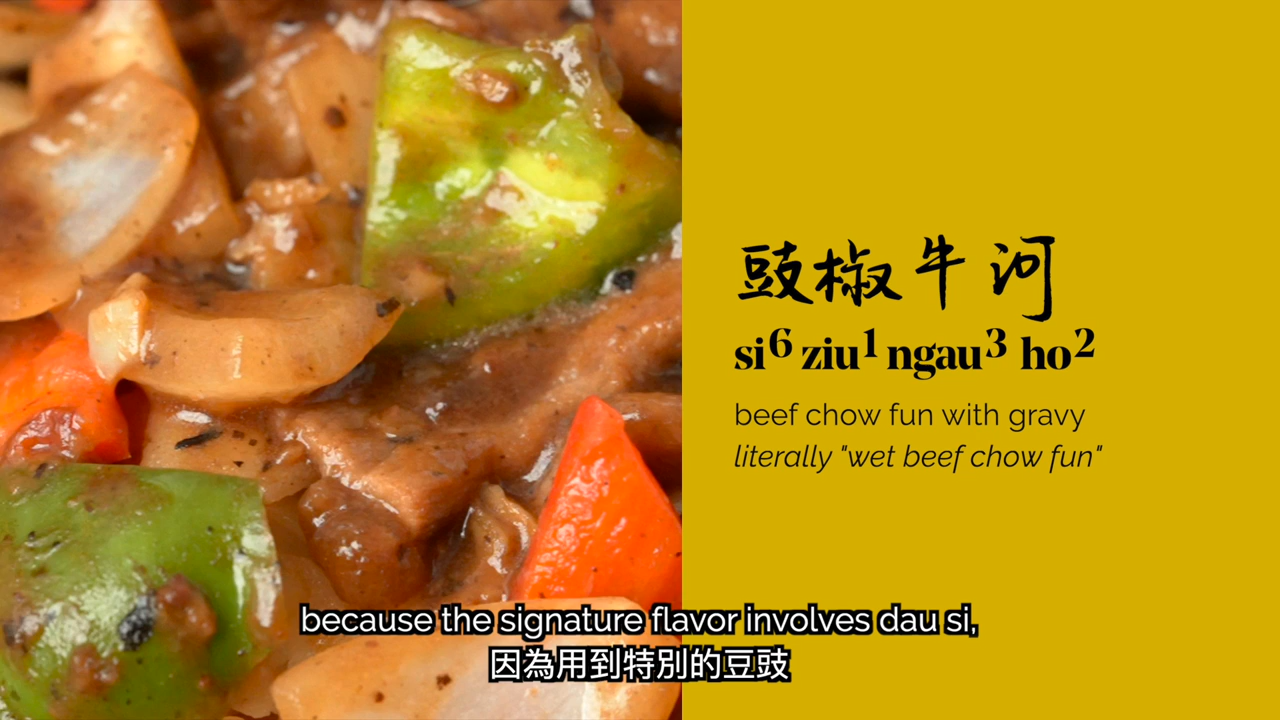 豉椒牛河
si6 ziu1 ngau3 ho2
beef chow fun with gravy
literally "wet beef chow fun"
because the signature flavor involves dau si,
因為用到特別的豆豉